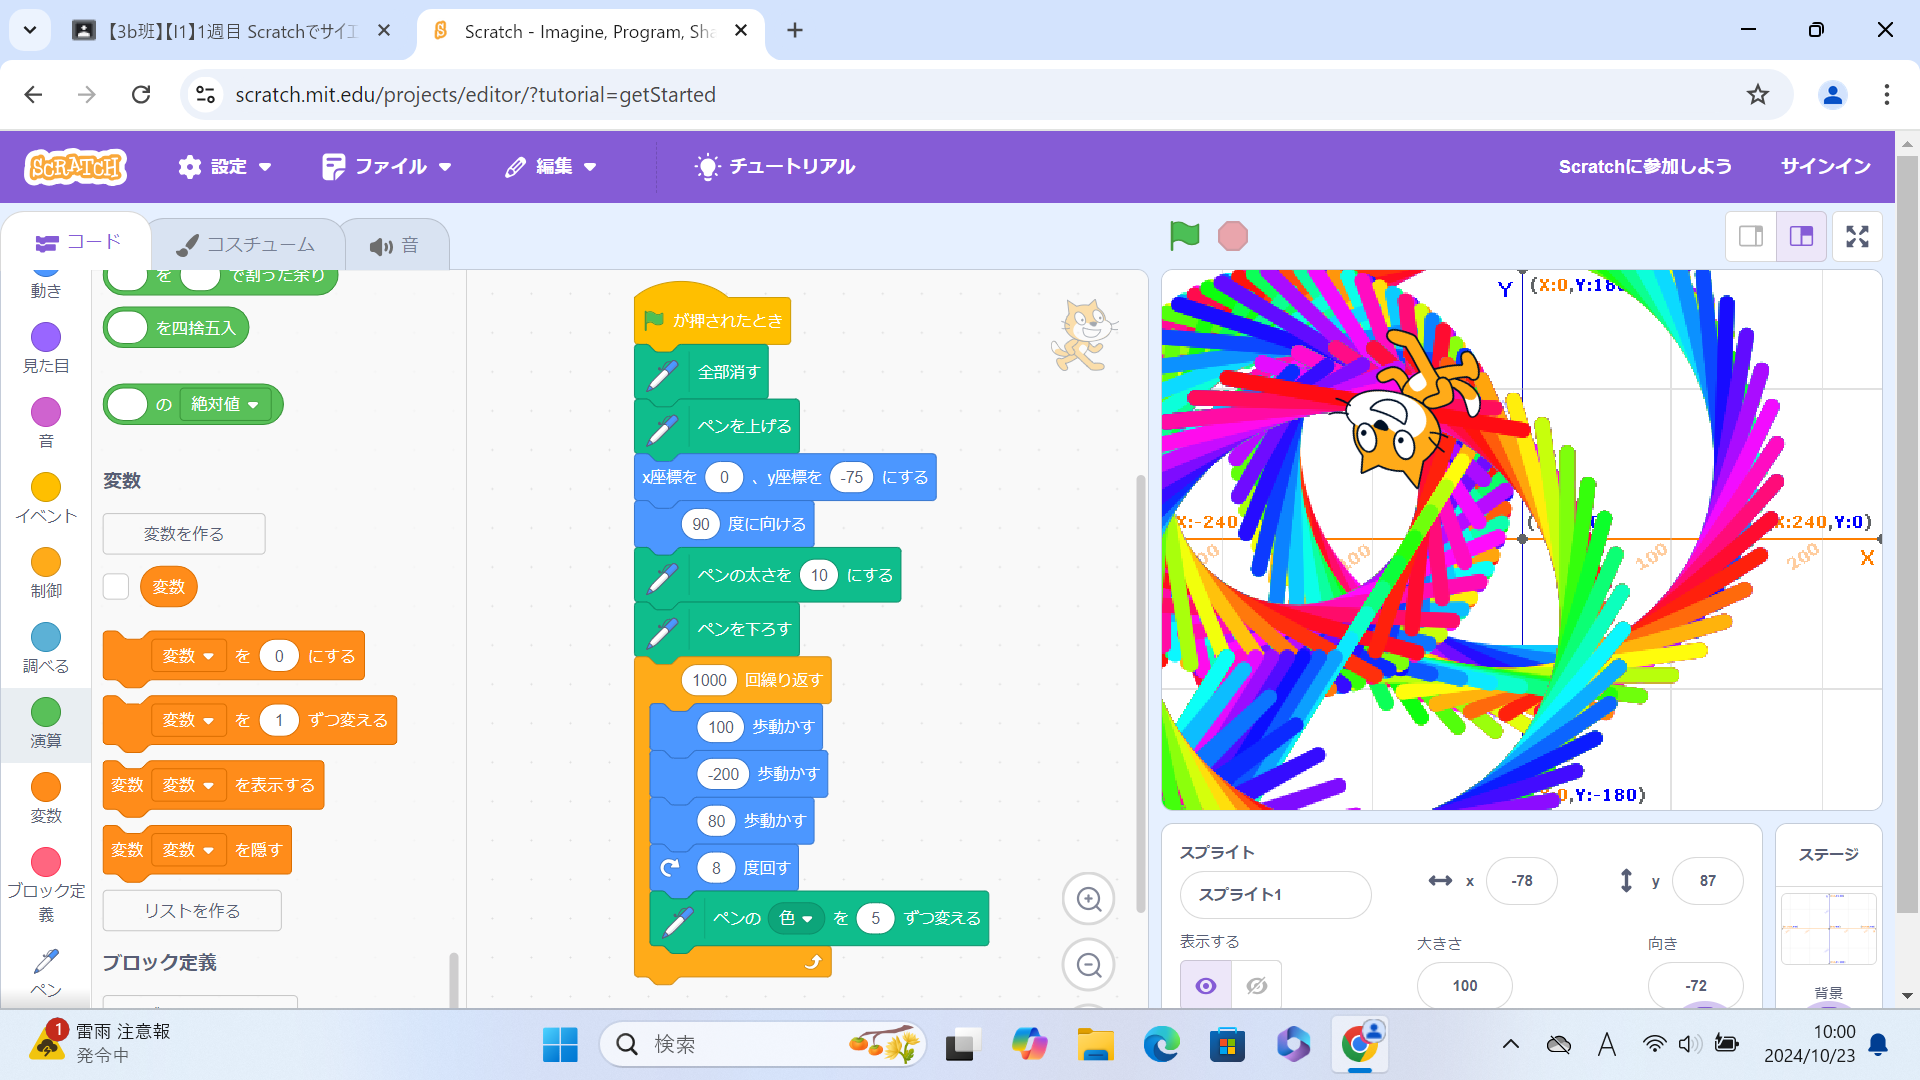 【3b班】【I1】1週目 Scratchでサイエ
Scratch - Imagine, Program, Sha
scratch.mit.edu/projects/editor/?tutorial=getStarted
SCRATCH
設定
ファイル
編集
チュートリアル
Scratchに参加しよう
サインイン
コード
コスチューム
音
動き
見た目
音
イベント
制御
調べる
演算
変数
ブロック定
義
ペン
を で割った余り
を四捨五入
の 絶対値
変数
変数を作る
変数
変数 を 0 にする
変数 を 1 ずつ変える
変数 変数 を表示する
変数 変数 を隠す
リストを作る
ブロック定義
が押されたとき
全部消す
ペンを上げる
x座標を 0 、y座標を -75 にする
90 度に向ける
ペンの太さを 10 にする
ペンを下ろす
1000 回繰り返す
100 歩動かす
-200 歩動かす
80 歩動かす
8 度回す
ペンの 色 を 5 ずつ変える
Y
(X:0,Y:180
X:-240
X:240,Y:0)
X
100
100
200
0,Y:-180)
スプライト
スプライト1
x -78
y 87
表示する
大きさ
100
向き
-72
ステージ
背景
1
雷雨 注意報
発令中
検索
A
10:00
2024/10/23